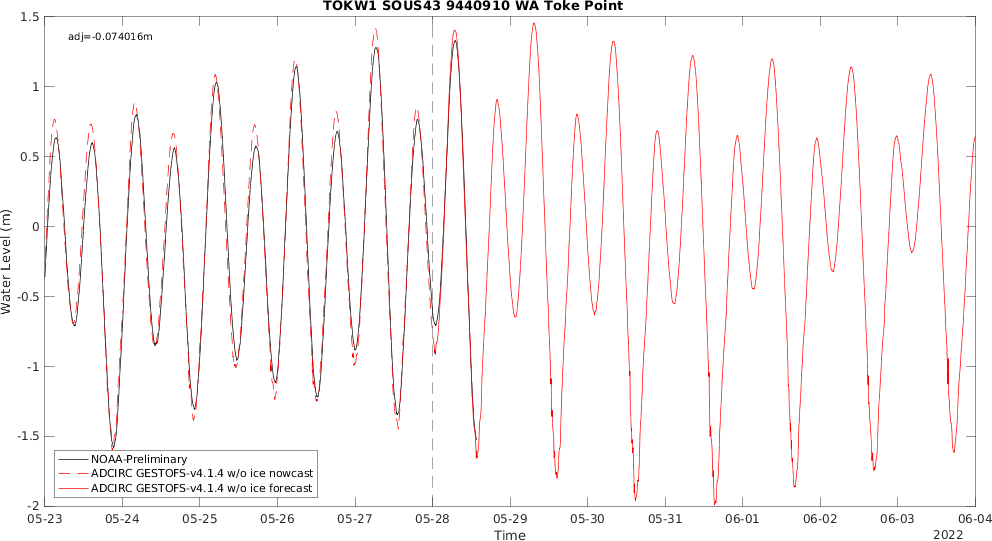 TOKW1 SOUS43 9440910 WA Toke Point
adj=-0.074016m
1.5
1
0.5
0
-0.5
-1
-1.5
-2
Water Level (m)
NOAA-Preliminary
ADCIRC GESTOFS-v4.1.4 w/o ice nowcast
ADCIRC GESTOFS-v4.1.4 w/o ice forecast
05-23 05-24 05-25 05-26 05-27 05-28 05-29 05-30 05-31 06-01 06-02 06-03 06-04
Time
2022